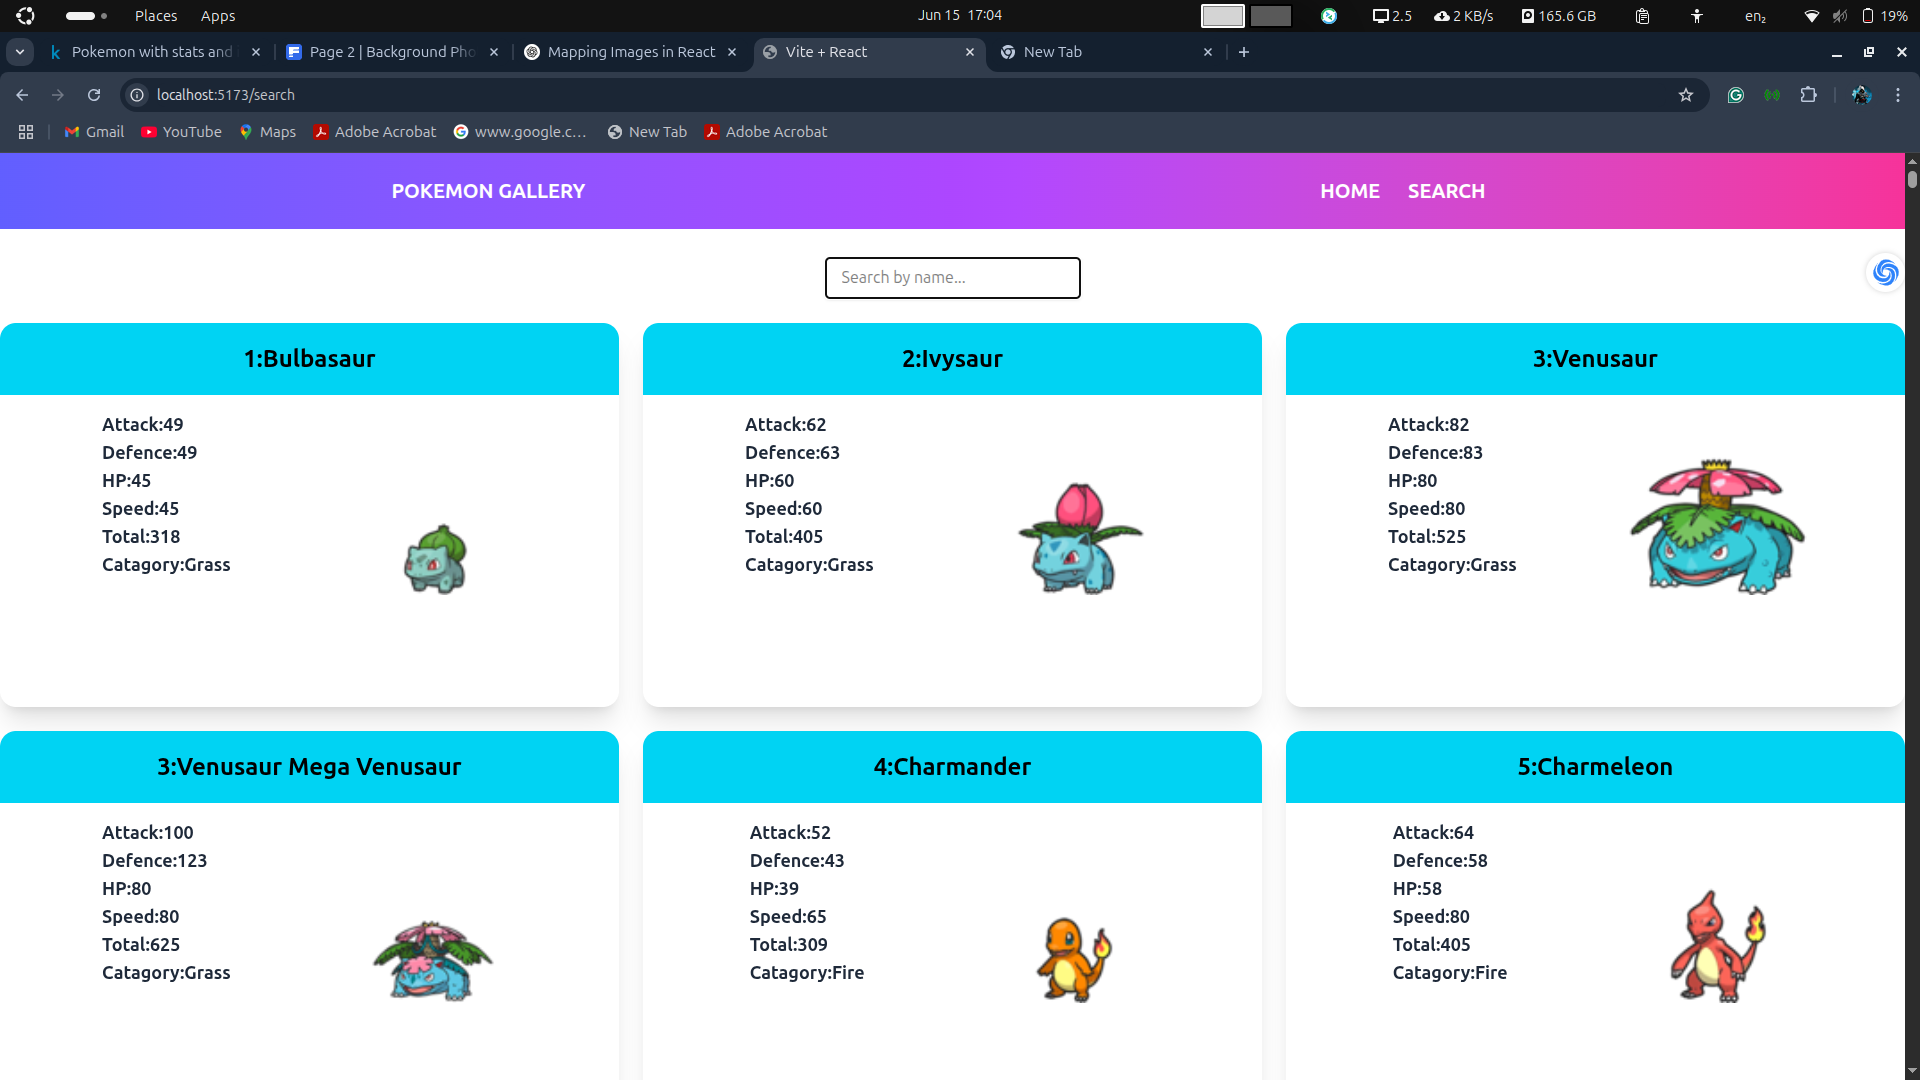 Places Apps Jun 15 17:04 2.5 2 KB/s 165.6 GB en₂ 19%
Pokemon with stats and Page 2 | Background Pho Mapping Images in React Vite + React New Tab
localhost:5173/search
Gmail YouTube Maps Adobe Acrobat www.google.c... New Tab Adobe Acrobat
POKEMON GALLERY HOME SEARCH
Search by name...
1:Bulbasaur
Attack:49
Defence:49
HP:45
Speed:45
Total:318
Catagory:Grass
2:Ivysaur
Attack:62
Defence:63
HP:60
Speed:60
Total:405
Catagory:Grass
3:Venusaur
Attack:82
Defence:83
HP:80
Speed:80
Total:525
Catagory:Grass
3:Venusaur Mega Venusaur
Attack:100
Defence:123
HP:80
Speed:80
Total:625
Catagory:Grass
4:Charmander
Attack:52
Defence:43
HP:39
Speed:65
Total:309
Catagory:Fire
5:Charmeleon
Attack:64
Defence:58
HP:58
Speed:80
Total:405
Catagory:Fire